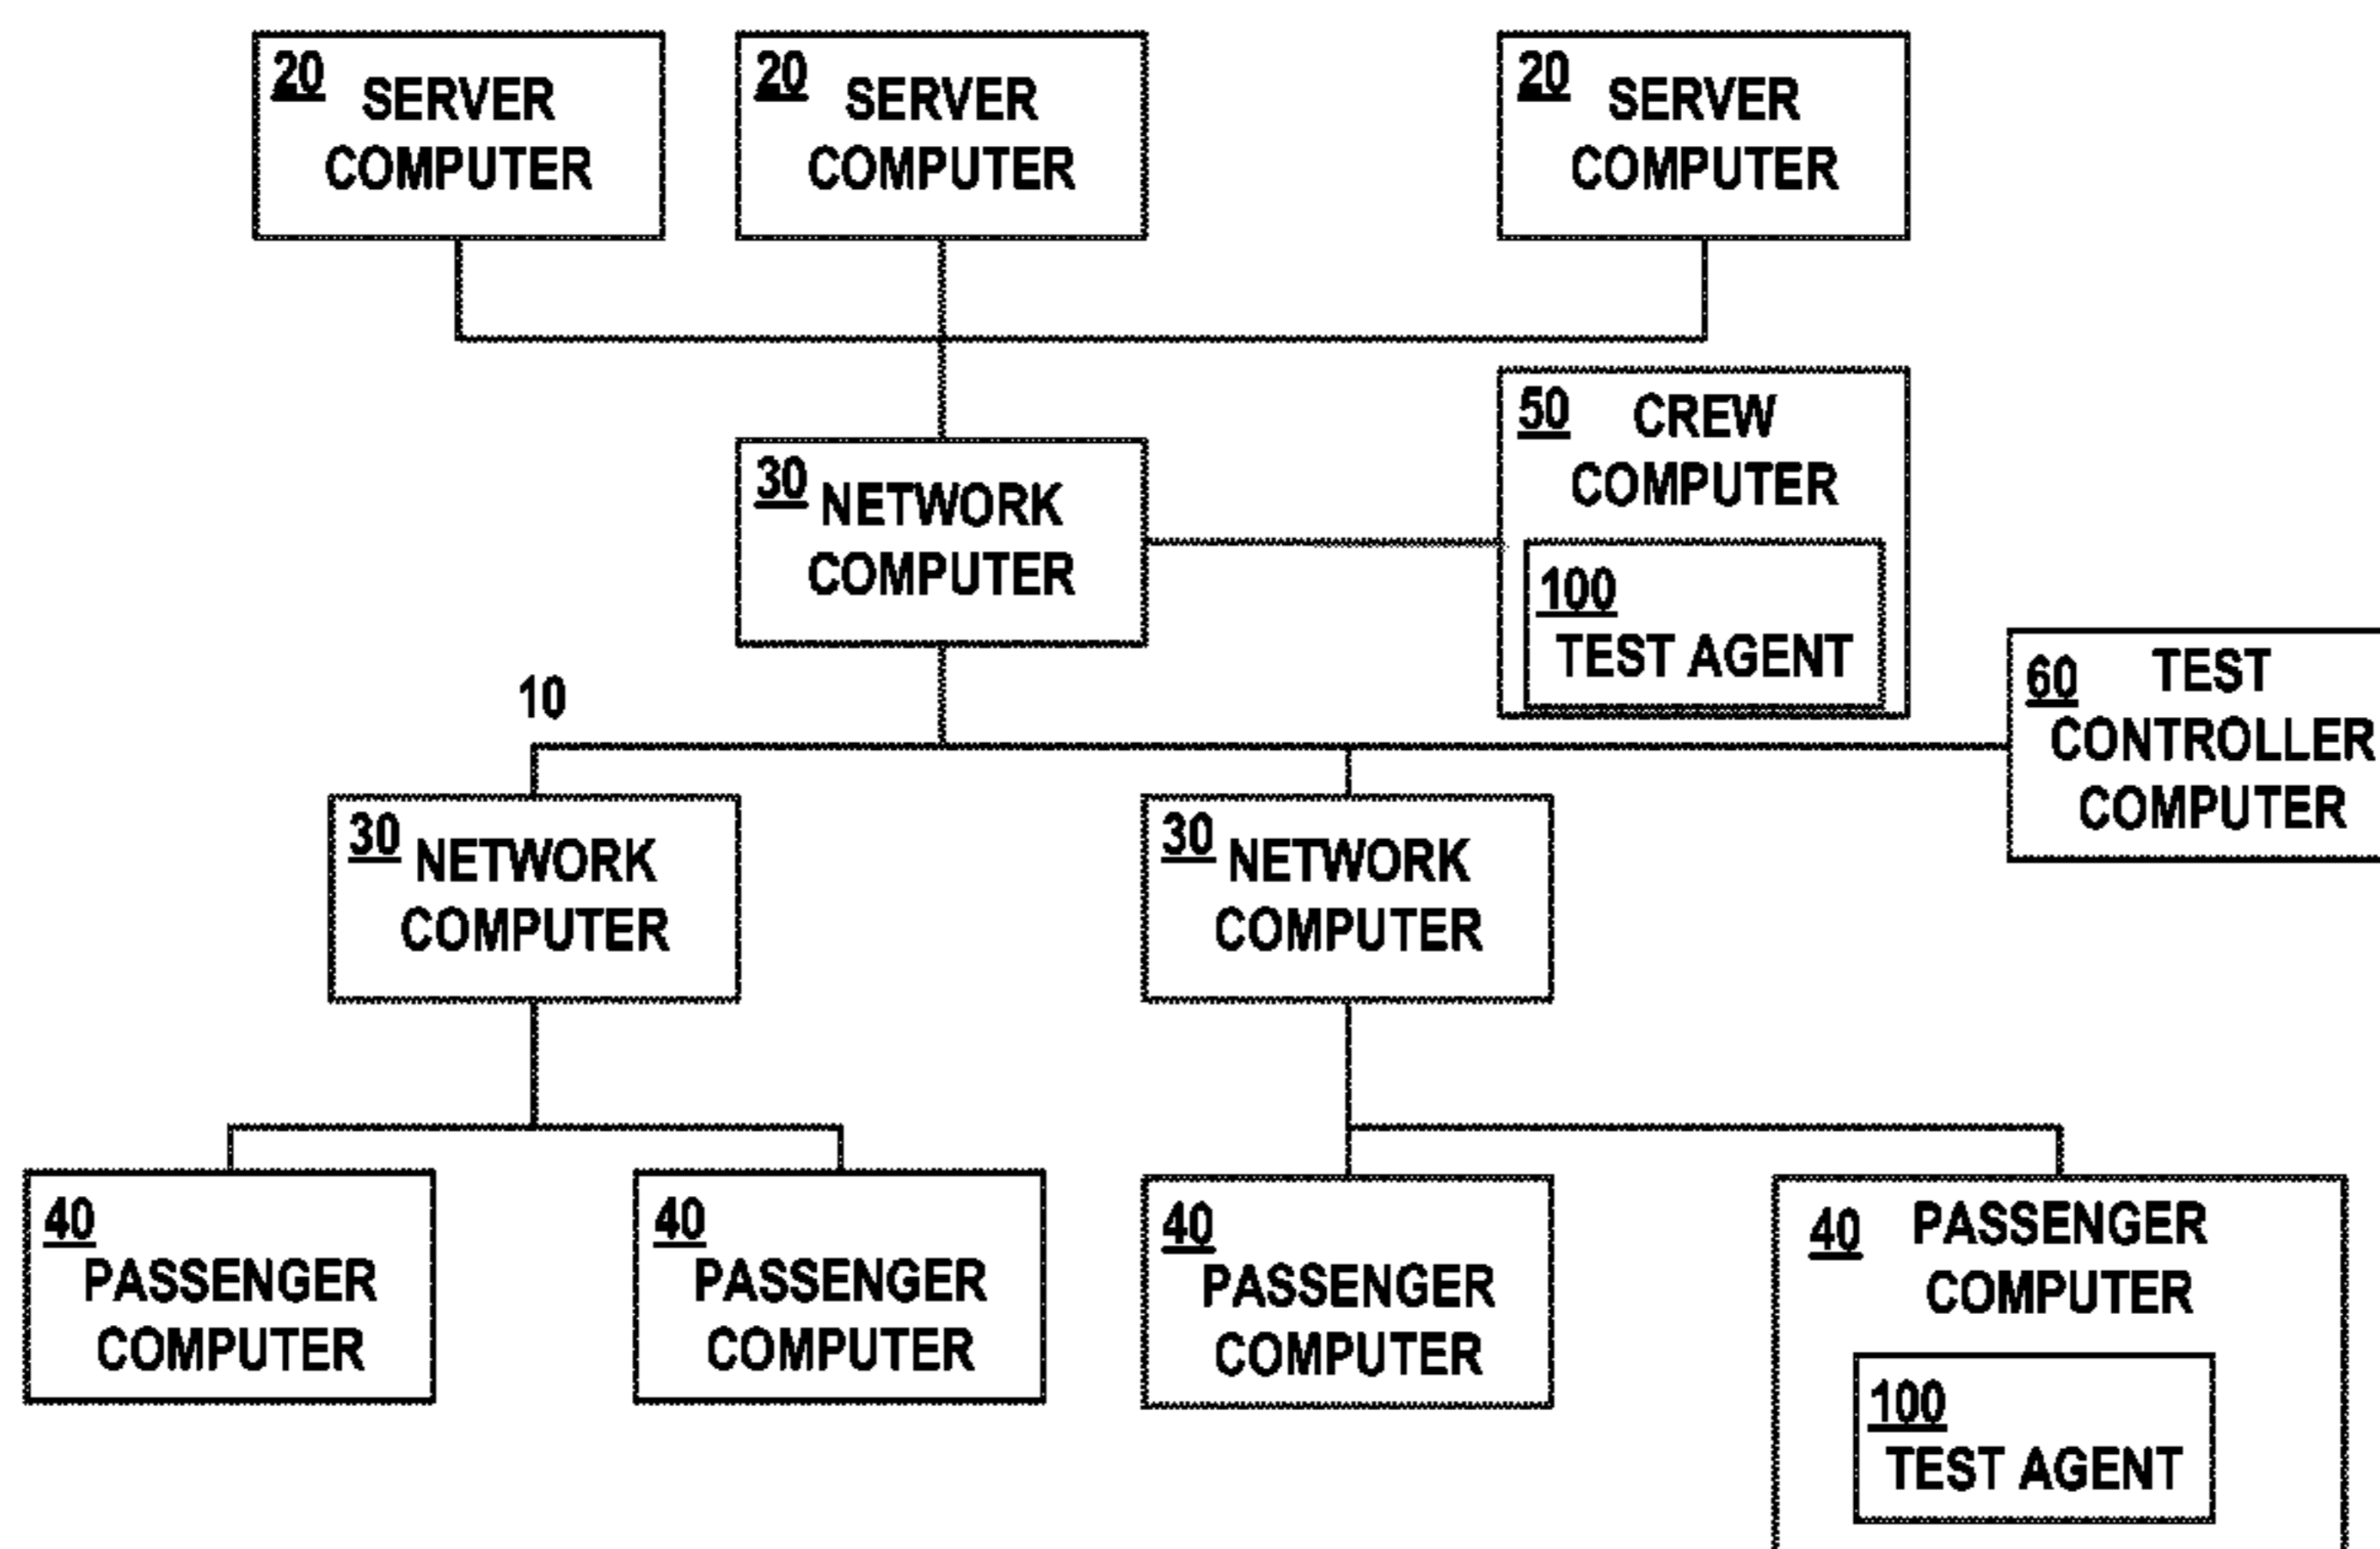 20 SERVER
COMPUTER
20 SERVER
COMPUTER
20 SERVER
COMPUTER
50 CREW
COMPUTER
100
TEST AGENT
30 NETWORK
COMPUTER
10
60 TEST
CONTROLLER
COMPUTER
30 NETWORK
COMPUTER
30 NETWORK
COMPUTER
40
PASSENGER
COMPUTER
40
PASSENGER
COMPUTER
40
PASSENGER
COMPUTER
40 PASSENGER
COMPUTER
100
TEST AGENT